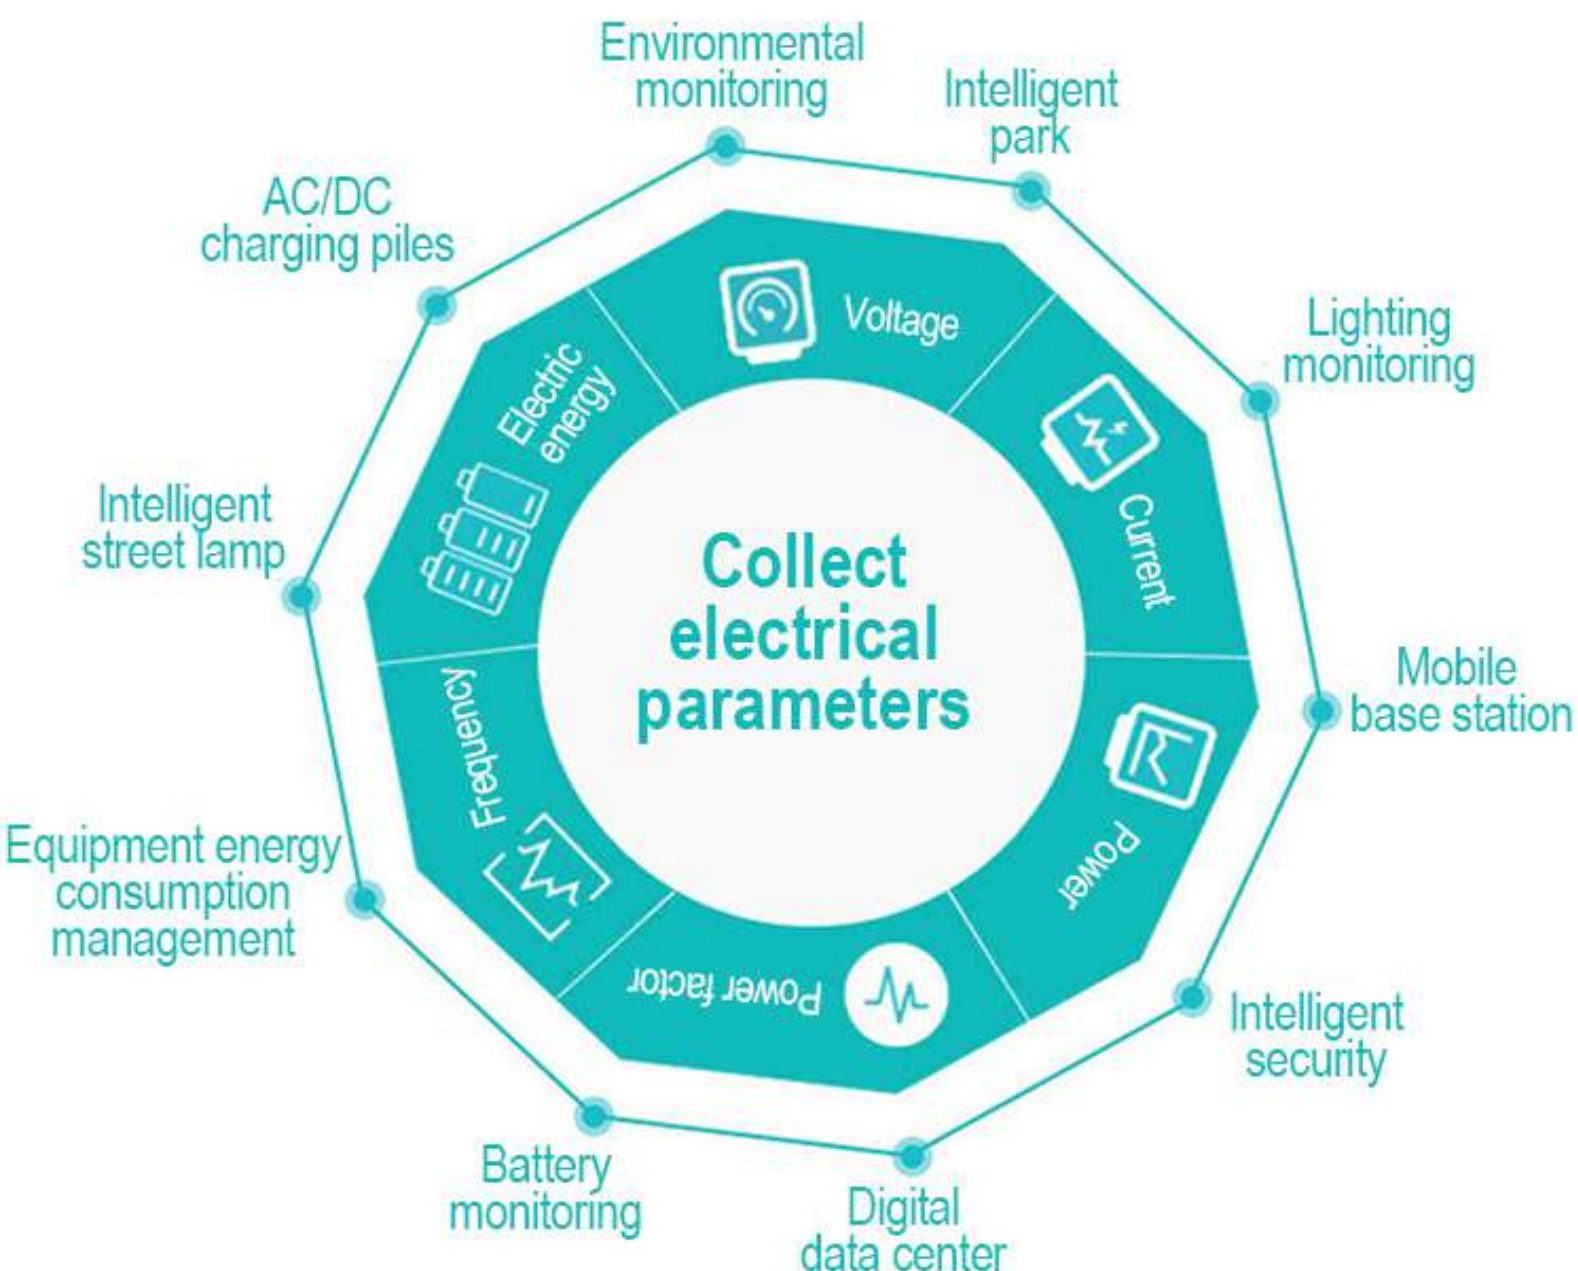 Environmental
monitoring
Intelligent
park
AC/DC
charging piles
Lighting
monitoring
Voltage
Electric
energy
Current
Intelligent
street lamp
Collect
electrical
parameters
Mobile
base station
Frequency
Power
Equipment energy
consumption
management
Power factor
Intelligent
security
Battery
monitoring
Digital
data center